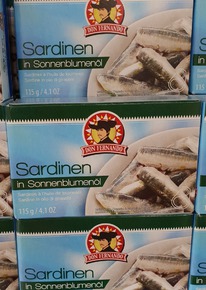 DON FERNANDO
Sardinen
in Sonnenblumenöl
115 g / 4,1 oz
DON FERNANDO
Sardinen
in Sonnenblumenöl
115 g / 4,1 OZ
DON FERNANDO
Sardinen
in Sonnenblumenöl